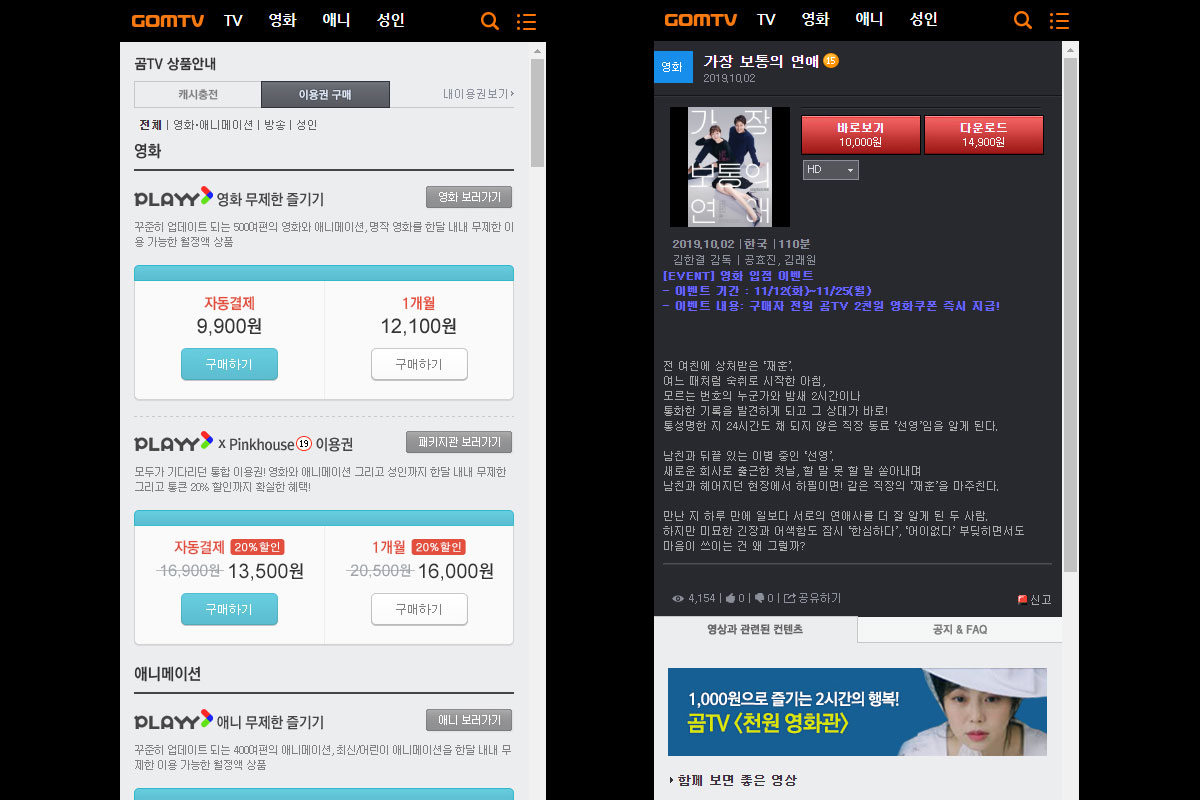 GOMTV TV 영화 애니 성인
곰TV 상품안내
캐시충전 이용권 구매 내이용권보기
전체 | 영화·애니메이션 | 방송 | 성인
영화
PLAYY 영화 무제한 즐기기 영화 보러가기
꾸준히 업데이트 되는 500여편의 영화와 애니메이션, 명작 영화를 한달 내내 무제한 이
용 가능한 월정액 상품
자동결제 1개월
9,900원 12,100원
구매하기 구매하기
PLAYY x Pinkhouse 19 이용권 패키지관 보러가기
모두가 기다리던 통합 이용권! 영화와 애니메이션 그리고 성인까지 한달 내내 무제한
그리고 통큰 20% 할인까지 확실한 혜택!
자동결제 20%할인 1개월 20%할인
16,900원 13,500원 20,500원 16,000원
구매하기 구매하기
애니메이션
PLAYY 애니 무제한 즐기기 애니 보러가기
꾸준히 업데이트 되는 400여편의 애니메이션, 최신/어린이 애니메이션을 한달 내내 무
제한 이용 가능한 월정액 상품
GOMTV TV 영화 애니 성인
영화 가장 보통의 연애 15
2019.10.02
가장
보통의
연애
바로보기 다운로드
10,000원 14,900원
HD
2019.10.02 | 한국 | 110분
김한결 감독 | 공효진, 김래원
[EVENT] 영화 입점 이벤트
- 이벤트 기간 : 11/12(화)~11/25(월)
- 이벤트 내용: 구매자 전원 곰TV 2천원 영화쿠폰 즉시 지급!
전 여친에 상처받은 ‘재훈’.
여느 때처럼 숙취로 시작한 아침,
모르는 번호의 누군가와 밤새 2시간이나
통화한 기록을 발견하게 되고 그 상대가 바로!
통성명한 지 24시간도 채 되지 않은 직장 동료 ‘선영’임을 알게 된다.
남친과 뒤끝 있는 이별 중인 ‘선영’.
새로운 회사로 출근한 첫날, 할 말 못 할 말 쏟아내며
남친과 헤어지던 현장에서 하필이면! 같은 직장의 ‘재훈’을 마주친다.
만난 지 하루 만에 일보다 서로의 연애사를 더 잘 알게 된 두 사람.
하지만 미묘한 긴장과 어색함도 잠시 ‘한심하다’, ‘어이없다’ 부딪히면서도
마음이 쓰이는 건 왜 그럴까?
4,154 | 0 | 0 | 공유하기 신고
영상과 관련된 컨텐츠 공지 & FAQ
1,000원으로 즐기는 2시간의 행복!
곰TV <천원 영화관>
함께 보면 좋은 영상